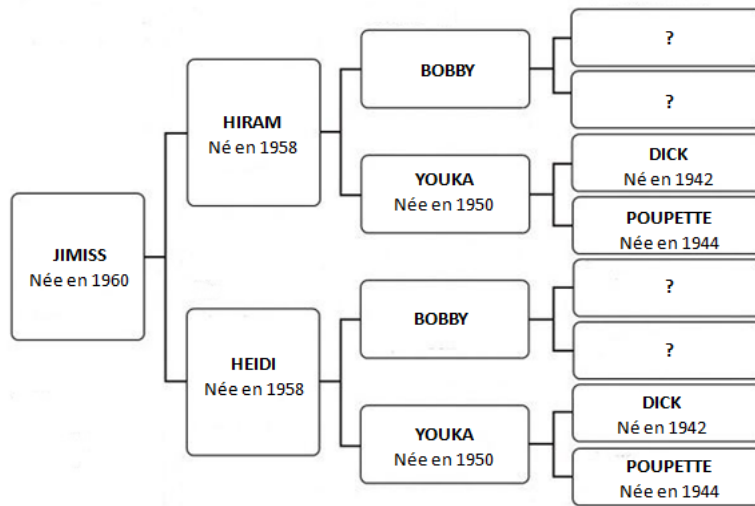 ?
BOBBY
?
HIRAM
Né en 1958
DICK
Né en 1942
YOUKA
Née en 1950
POUPETTE
Née en 1944
JIMISS
Née en 1960
?
BOBBY
?
HEIDI
Née en 1958
DICK
Né en 1942
YOUKA
Née en 1950
POUPETTE
Née en 1944